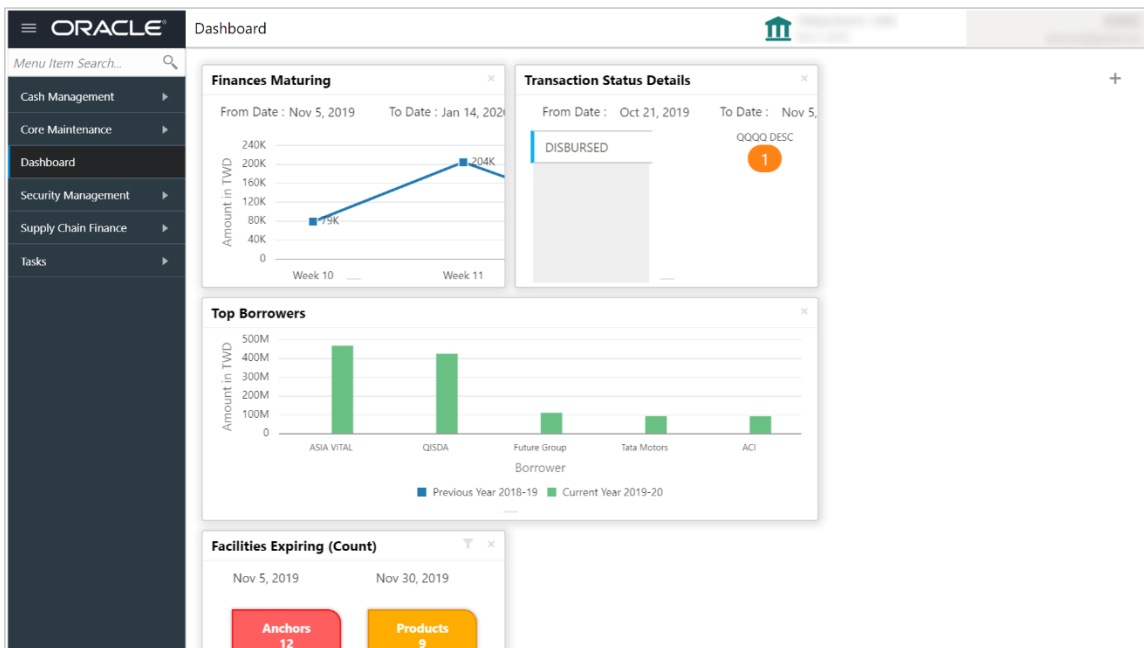 ORACLE®
Dashboard
Menu Item Search...
Cash Management
Core Maintenance
Dashboard
Security Management
Supply Chain Finance
Tasks
Finances Maturing
From Date : Nov 5, 2019 To Date : Jan 14, 202
Amount in TWD
240K
200K
160K
120K
80K
40K
0
79K
204K
Week 10 Week 11
Transaction Status Details
From Date : Oct 21, 2019 To Date : Nov 5,
DISBURSED
QQQQ DESC
1
Top Borrowers
Amount in TWD
500M
400M
300M
200M
100M
0
ASIA VITAL QISDA Future Group Tata Motors ACI
Borrower
Previous Year 2018-19 Current Year 2019-20
Facilities Expiring (Count)
Nov 5, 2019 Nov 30, 2019
Anchors
12
Products
9